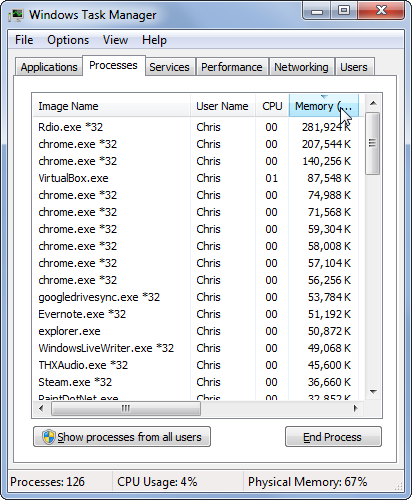 Windows Task Manager
File Options View Help
Applications Processes Services Performance Networking Users
Image Name User Name CPU Memory (...
Rdio.exe *32 Chris 00 281,924 K
chrome.exe *32 Chris 00 207,544 K
chrome.exe *32 Chris 00 140,256 K
VirtualBox.exe Chris 01 87,548 K
chrome.exe *32 Chris 00 74,988 K
chrome.exe *32 Chris 00 71,568 K
chrome.exe *32 Chris 00 59,304 K
chrome.exe *32 Chris 00 58,008 K
chrome.exe *32 Chris 00 57,104 K
chrome.exe *32 Chris 00 56,256 K
googledrivesync.exe *32 Chris 00 53,784 K
Evernote.exe *32 Chris 00 51,192 K
explorer.exe Chris 00 50,872 K
WindowsLiveWriter.exe *32 Chris 00 49,068 K
THXAudio.exe *32 Chris 00 45,600 K
Steam.exe *32 Chris 00 36,660 K
PaintDotNet.exe Chris 00 32,852 K
Show processes from all users End Process
Processes: 126 CPU Usage: 4% Physical Memory: 67%